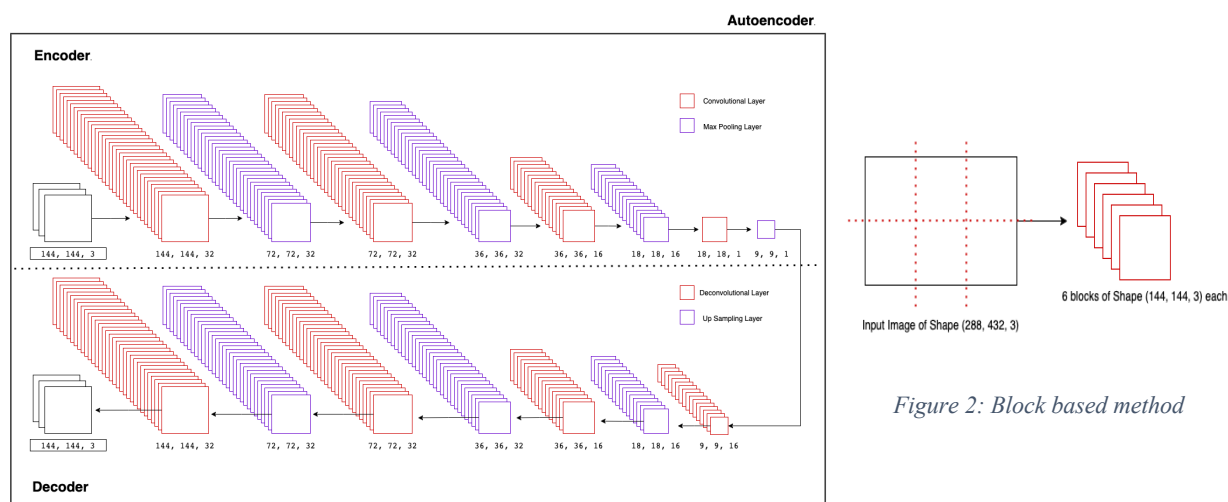 Autoencoder.
Encoder.
Convolutional Layer
Max Pooling Layer
144, 144, 3
144, 144, 32
72, 72, 32
72, 72, 32
36, 36, 32
36, 36, 16
18, 18, 16
18, 18, 1
9, 9, 1
Deconvolutional Layer
Up Sampling Layer
144, 144, 3
144, 144, 32
72, 72, 32
72, 72, 32
36, 36, 32
36, 36, 16
18, 18, 16
9, 9, 16
Decoder
6 blocks of Shape (144, 144, 3) each
Input Image of Shape (288, 432, 3)
Figure 2: Block based method